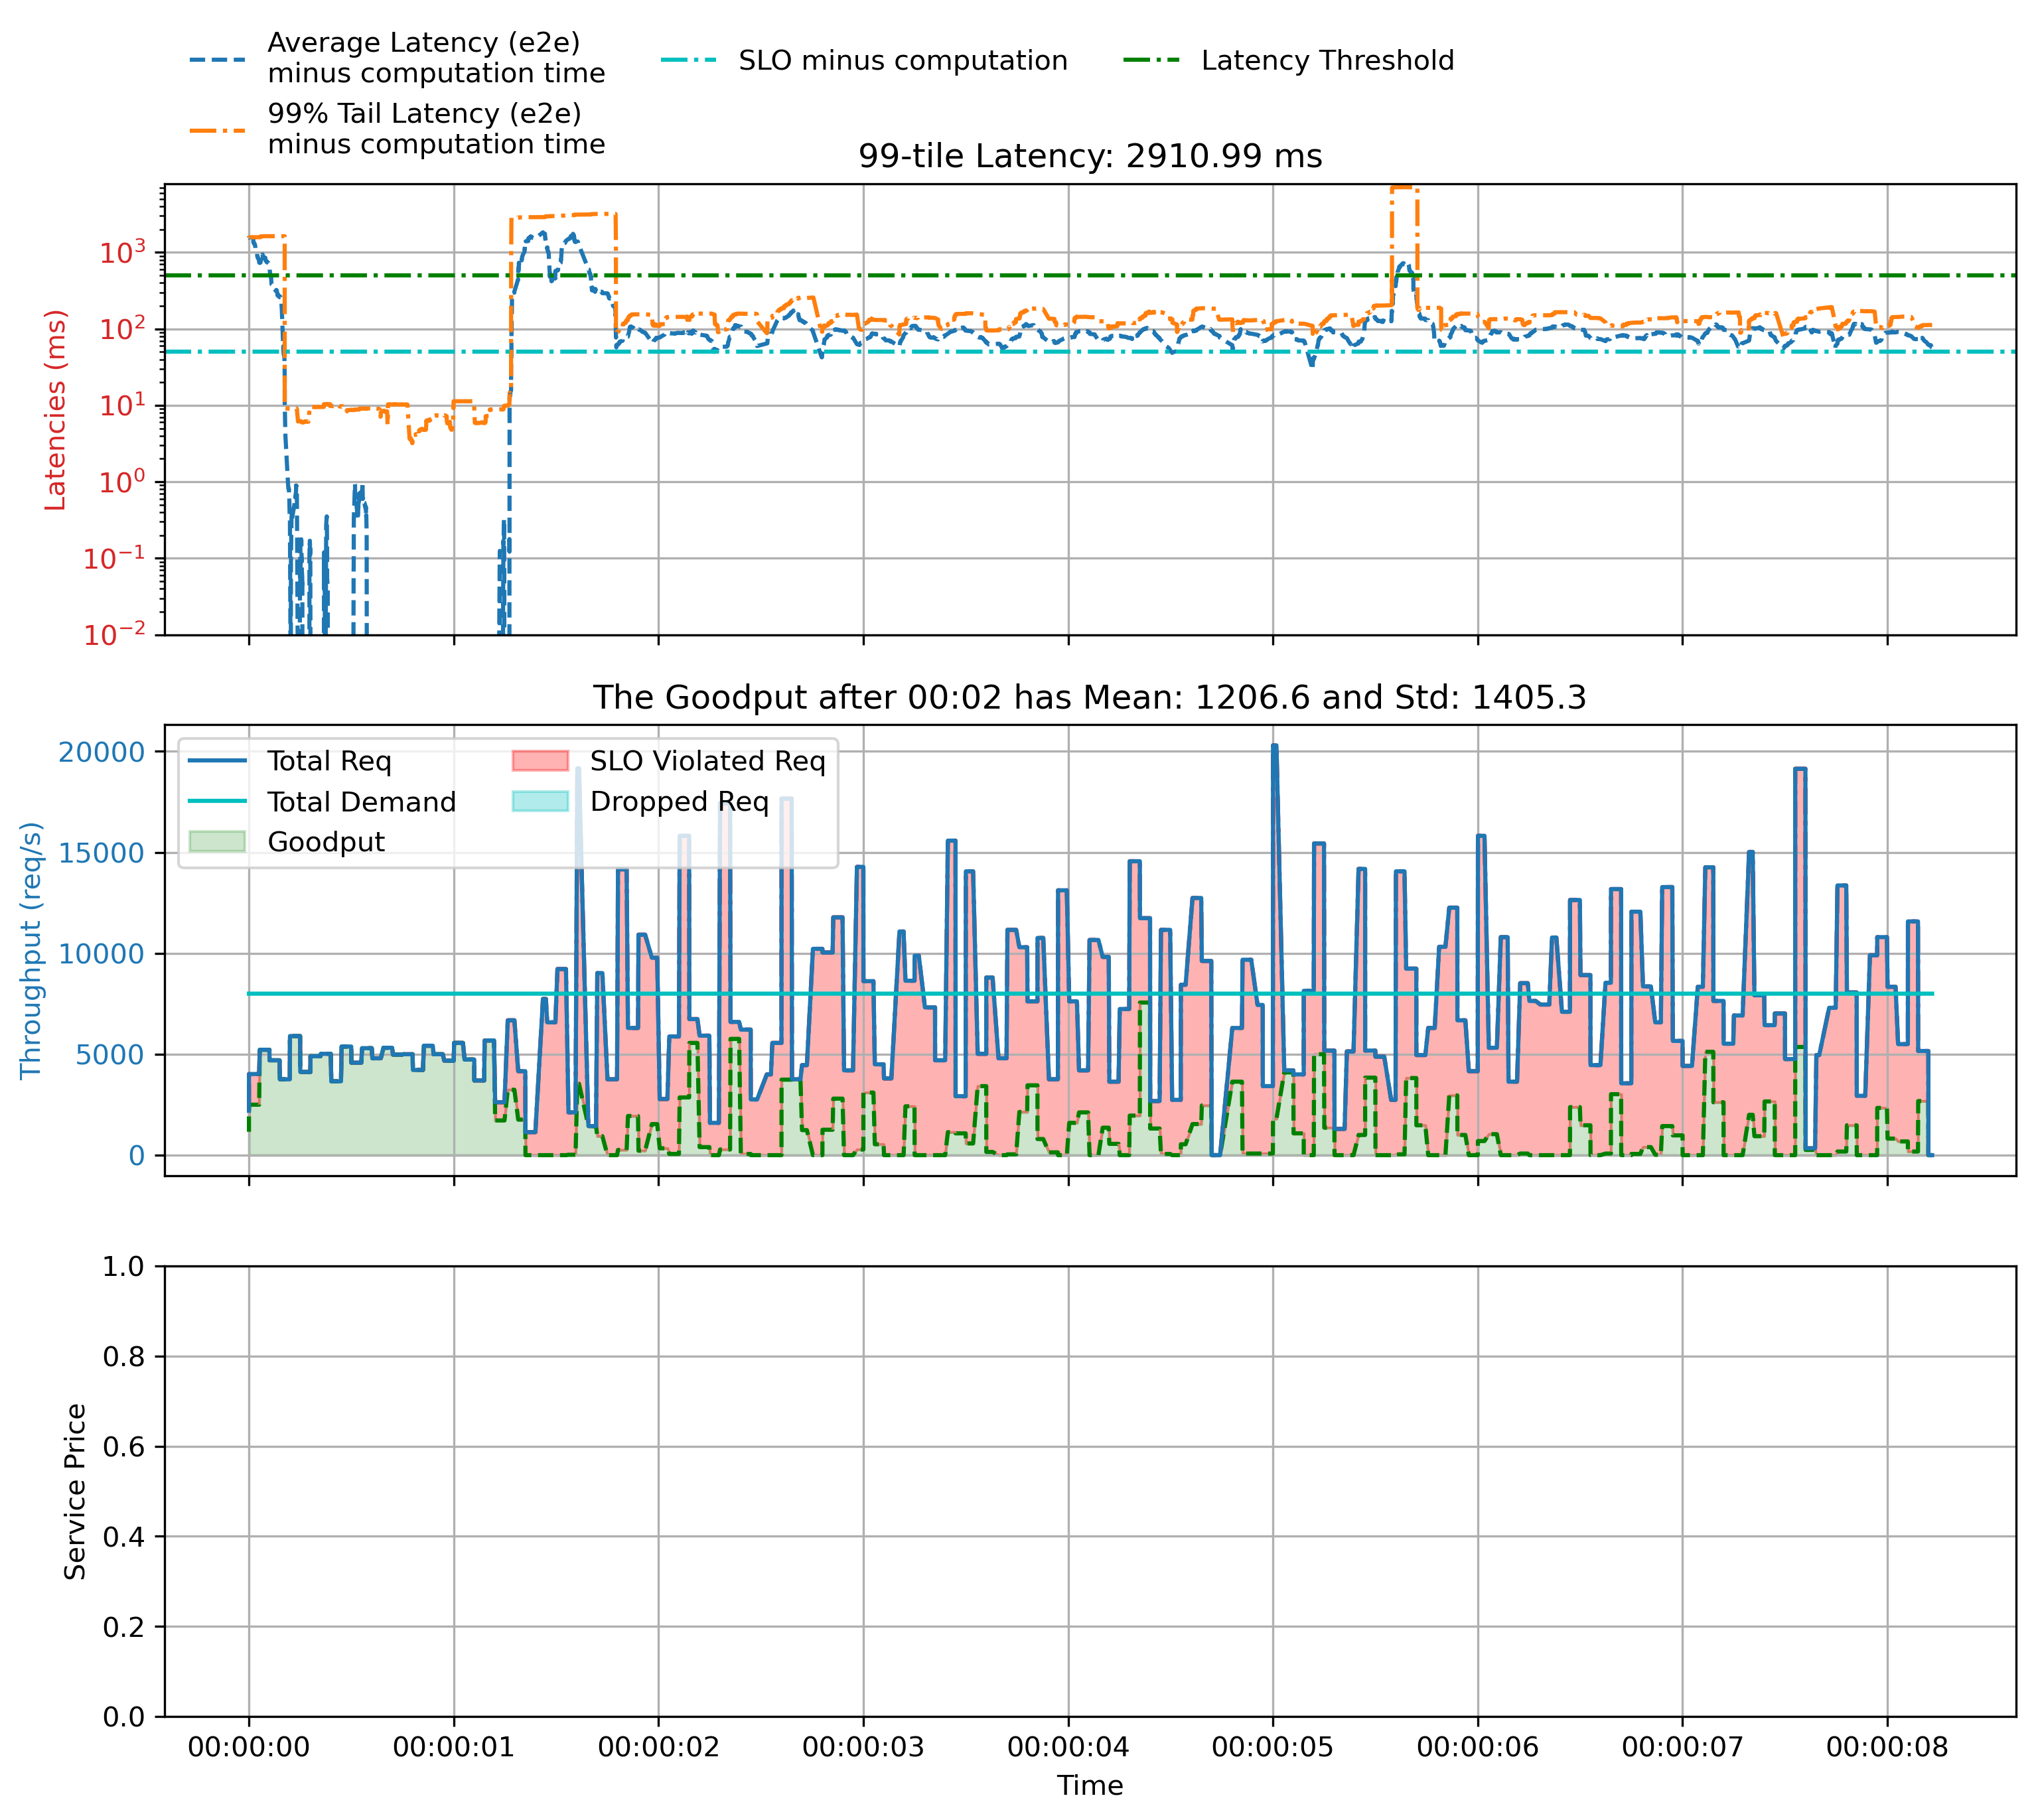 Average Latency (e2e)
minus computation time
99% Tail Latency (e2e)
minus computation time
SLO minus computation
Latency Threshold
99-tile Latency: 2910.99 ms
Latencies (ms)
10³
10²
10¹
10⁰
10⁻¹
10⁻²
The Goodput after 00:02 has Mean: 1206.6 and Std: 1405.3
Throughput (req/s)
20000
15000
10000
5000
0
Total Req
Total Demand
Goodput
SLO Violated Req
Dropped Req
Service Price
1.0
0.8
0.6
0.4
0.2
0.0
00:00:00 00:00:01 00:00:02 00:00:03 00:00:04 00:00:05 00:00:06 00:00:07 00:00:08
Time